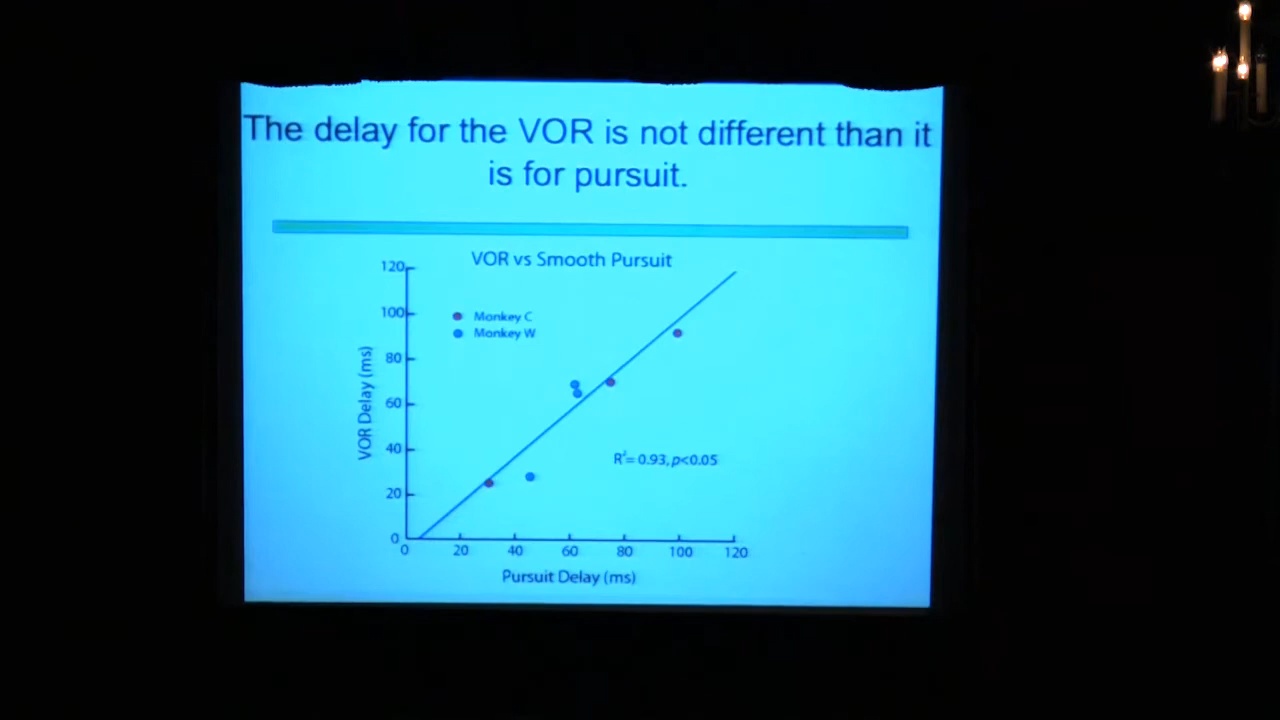 The delay for the VOR is not different than it
is for pursuit.
VOR vs Smooth Pursuit
120
100
80
60
40
20
0
VOR Delay (ms)
Monkey C
Monkey W
R²= 0.93, p<0.05
0 20 40 60 80 100 120
Pursuit Delay (ms)